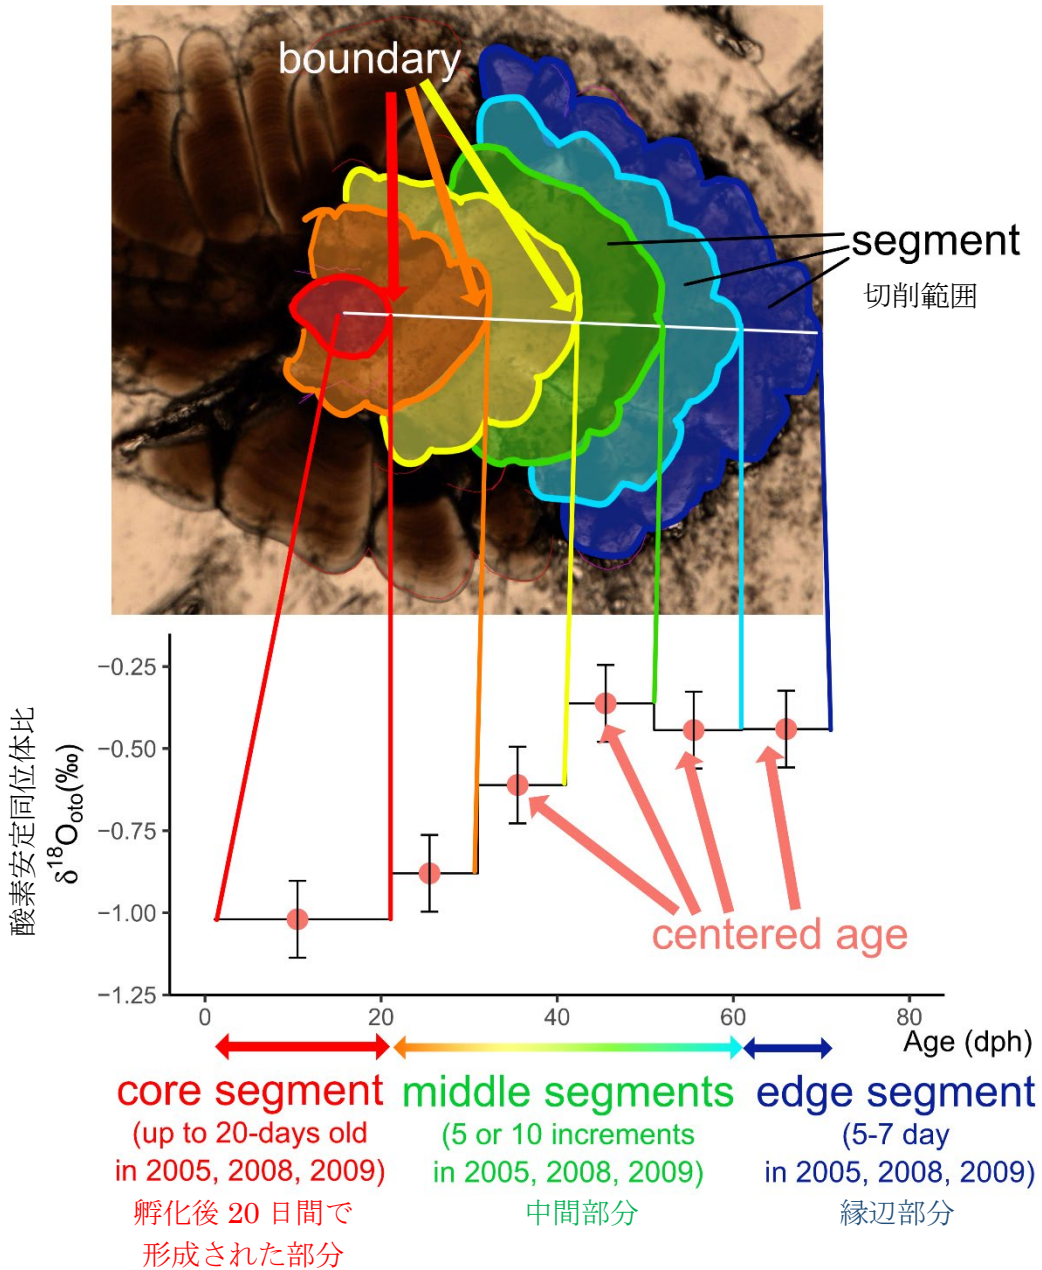 boundary
segment
切削範囲
酸素安定同位体比
δ¹⁸Ooto(‰)
−0.25
−0.50
−0.75
−1.00
−1.25
centered age
0
20
40
60
80
Age (dph)
core segment
(up to 20-days old
in 2005, 2008, 2009)
孵化後 20 日間で
形成された部分
middle segments
(5 or 10 increments
in 2005, 2008, 2009)
中間部分
edge segment
(5-7 day
in 2005, 2008, 2009)
縁辺部分